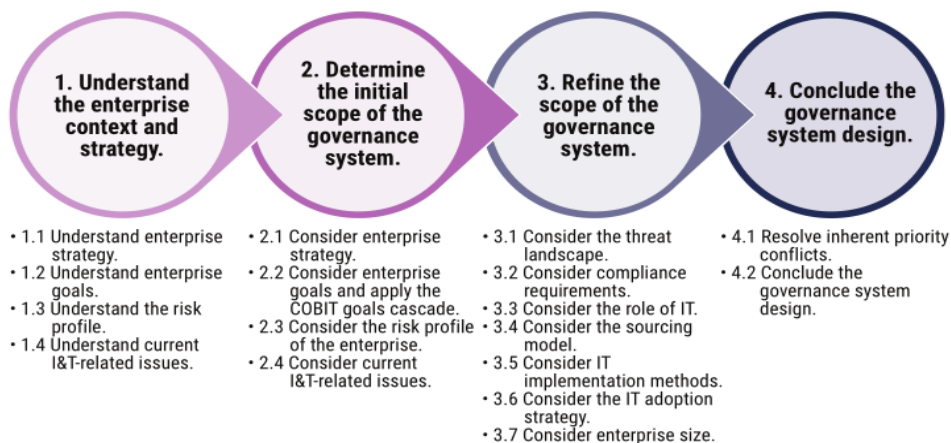 1. Understand
the enterprise
context and
strategy.
2. Determine
the initial
scope of the
governance
system.
3. Refine the
scope of the
governance
system.
4. Conclude the
governance
system design.
• 1.1 Understand enterprise
strategy.
• 1.2 Understand enterprise
goals.
• 1.3 Understand the risk
profile.
• 1.4 Understand current
I&T-related issues.
• 2.1 Consider enterprise
strategy.
• 2.2 Consider enterprise
goals and apply the
COBIT goals cascade.
• 2.3 Consider the risk profile
of the enterprise.
• 2.4 Consider current
I&T-related issues.
• 3.1 Consider the threat
landscape.
• 3.2 Consider compliance
requirements.
• 3.3 Consider the role of IT.
• 3.4 Consider the sourcing
model.
• 3.5 Consider IT
implementation methods.
• 3.6 Consider the IT adoption
strategy.
• 3.7 Consider enterprise size.
• 4.1 Resolve inherent priority
conflicts.
• 4.2 Conclude the
governance system
design.